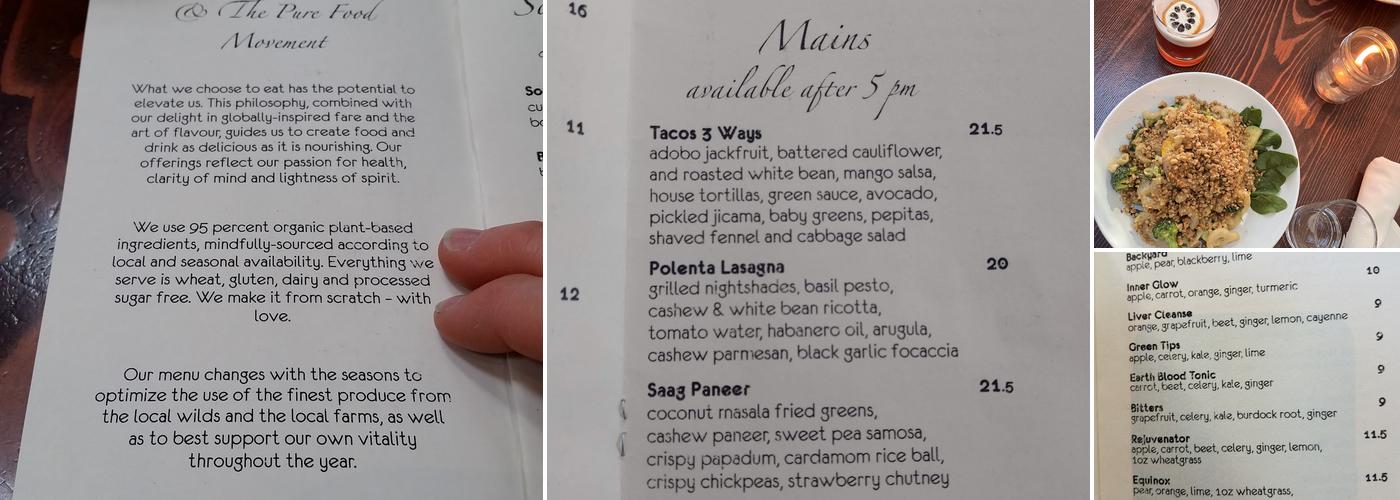 & The Pure Food
Movement
What we choose to eat has the potential to
elevate us. This philosophy, combined with
our delight in globally-inspired fare and the
art of flavour, guides us to create food and
drink as delicious as it is nourishing. Our
offerings reflect our passion for health,
clarity of mind and lightness of spirit.
We use 95 percent organic plant-based
ingredients, mindfully-sourced according to
local and seasonal availability. Everything we
serve is wheat, gluten, dairy and processed
sugar free. We make it from scratch - with
love.
Our menu changes with the seasons to
optimize the use of the finest produce from
the local wilds and the local farms, as well
as to best support our own vitality
throughout the year.
16
11
12
Mains
available after 5 pm
Tacos 3 Ways 21.5
adobo jackfruit, battered cauliflower,
and roasted white bean, mango salsa,
house tortillas, green sauce, avocado,
pickled jicama, baby greens, pepitas,
shaved fennel and cabbage salad
Polenta Lasagna 20
grilled nightshades, basil pesto,
cashew & white bean ricotta,
tomato water, habanero oil, arugula,
cashew parmesan, black garlic focaccia
Saag Paneer 21.5
coconut masala fried greens,
cashew paneer, sweet pea samosa,
crispy papadum, cardamom rice ball,
crispy chickpeas, strawberry chutney
Backyard
apple, pear, blackberry, lime
10
Inner Glow
apple, carrot, orange, ginger, turmeric
9
Liver Cleanse
orange, grapefruit, beet, ginger, lemon, cayenne
9
Green Tips
apple, celery, kale, ginger, lime
9
Earth Blood Tonic
carrot, beet, celery, kale, ginger
9
Bitters
grapefruit, celery, kale, burdock root, ginger
11.5
Rejuvenator
apple, carrot, beet, celery, ginger, lemon,
1oz wheatgrass
11.5
Equinox
pear, orange, lime, 1oz wheatgrass,